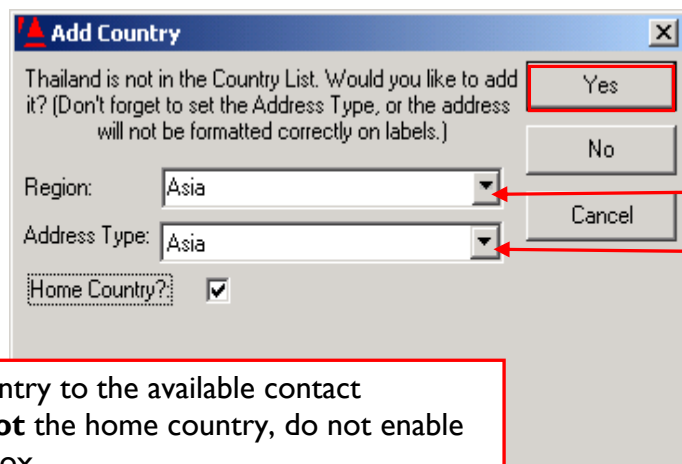 Add Country
Thailand is not in the Country List. Would you like to add
it? (Don't forget to set the Address Type, or the address
will not be formatted correctly on labels.)
Yes
No
Cancel
Region: Asia
Address Type: Asia
Home Country?:
to the available contact
the home country, do not enable